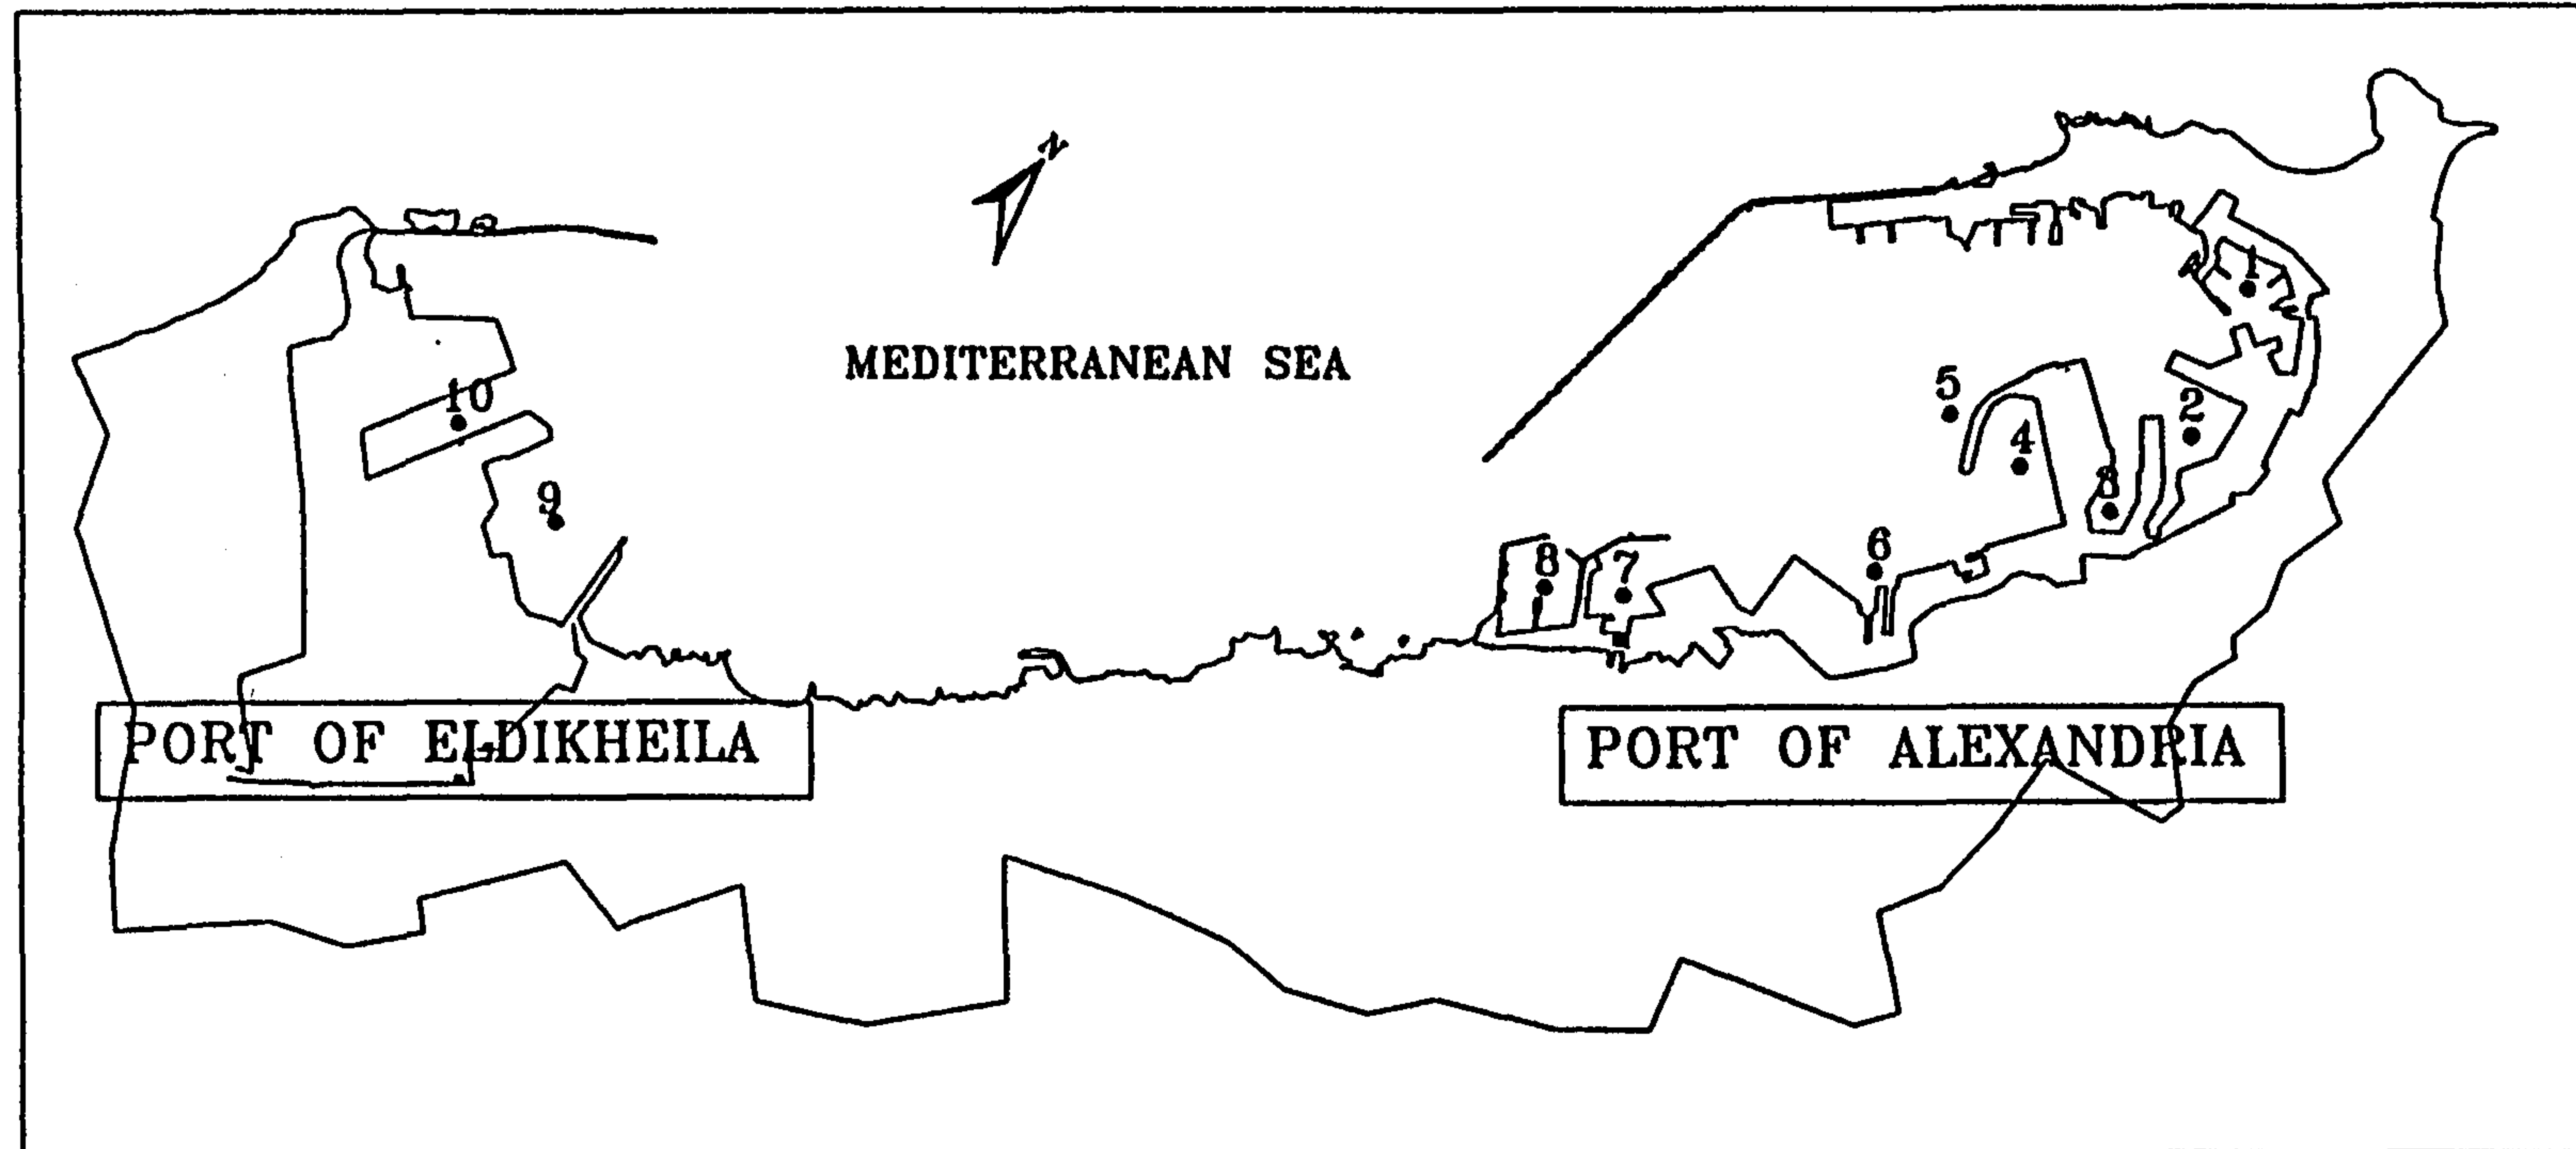 N
MEDITERRANEAN SEA
1
5
2
10
4
3
9
6
8
7
PORT OF ELDIKHEILA
PORT OF ALEXANDRIA